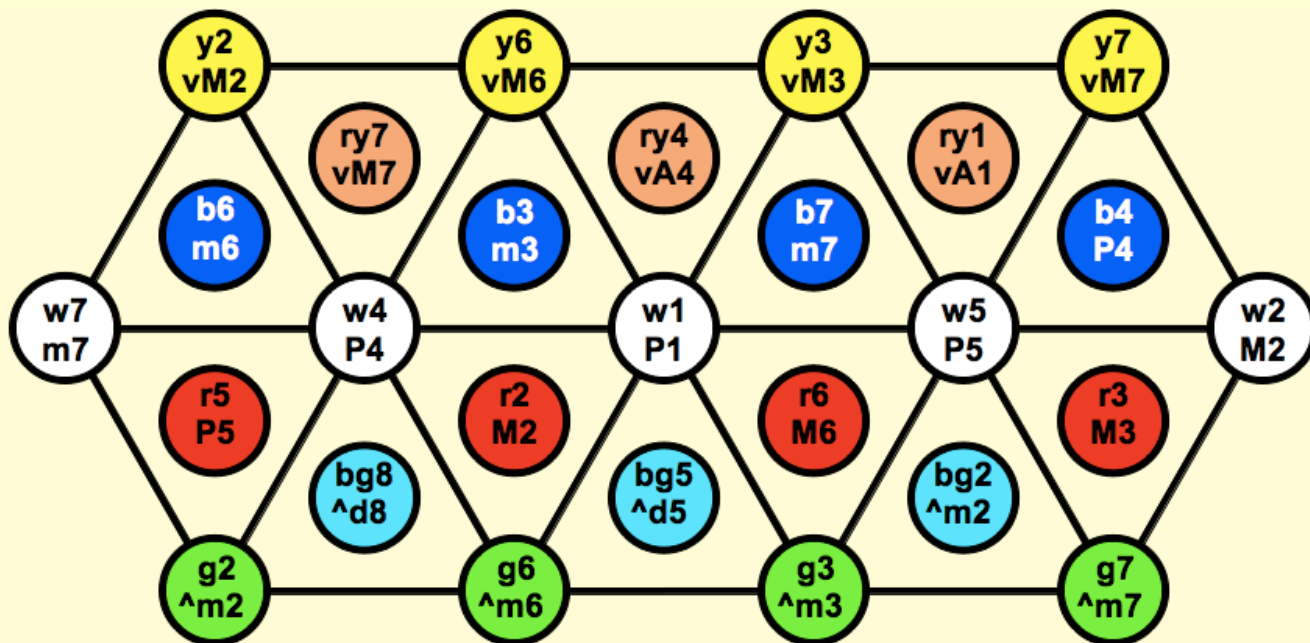 y2
vM2
y6
vM6
y3
vM3
y7
vM7
ry7
vM7
ry4
vA4
ry1
vA1
b6
m6
b3
m3
b7
m7
b4
P4
w7
m7
w4
P4
w1
P1
w5
P5
w2
M2
r5
P5
r2
M2
r6
M6
r3
M3
bg8
^d8
bg5
^d5
bg2
^m2
g2
^m2
g6
^m6
g3
^m3
g7
^m7